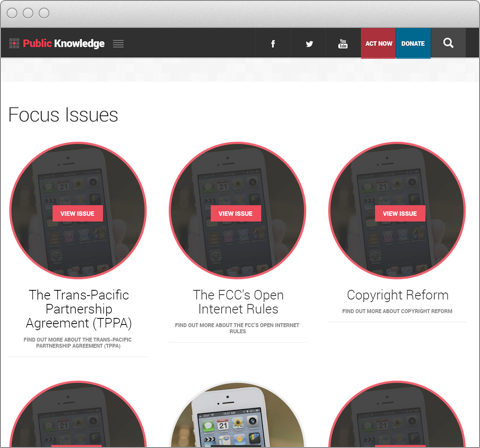 Public Knowledge
f
You Tube
ACT NOW
DONATE
Focus Issues
VIEW ISSUE
VIEW ISSUE
VIEW ISSUE
The Trans-Pacific
Partnership
Agreement (TPPA)
FIND OUT MORE ABOUT THE TRANS-PACIFIC
PARTNERSHIP AGREEMENT (TPPA)
The FCC's Open
Internet Rules
FIND OUT MORE ABOUT THE FCC'S OPEN INTERNET
RULES
Copyright Reform
FIND OUT MORE ABOUT COPYRIGHT REFORM